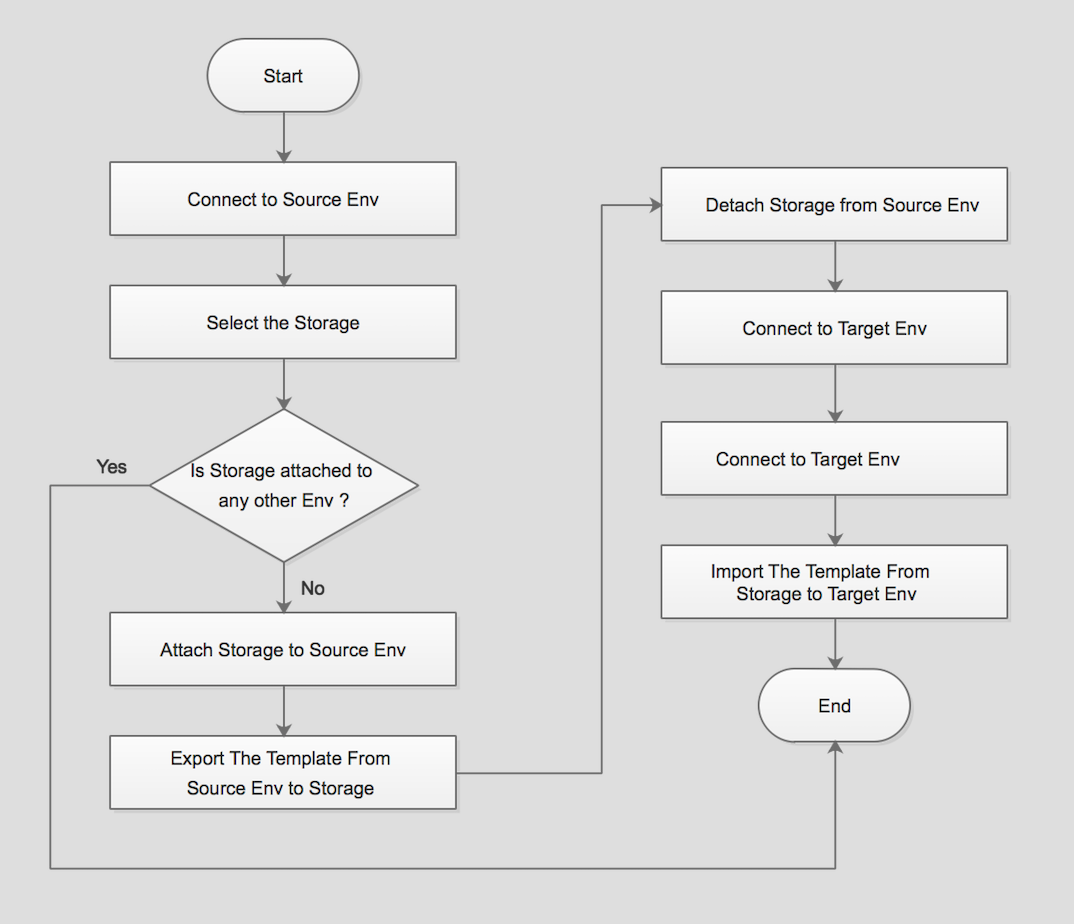 Start
Connect to Source Env
Select the Storage
Is Storage attached to
any other Env ?
Yes
No
Attach Storage to Source Env
Export The Template From
Source Env to Storage
Detach Storage from Source Env
Connect to Target Env
Connect to Target Env
Import The Template From
Storage to Target Env
End